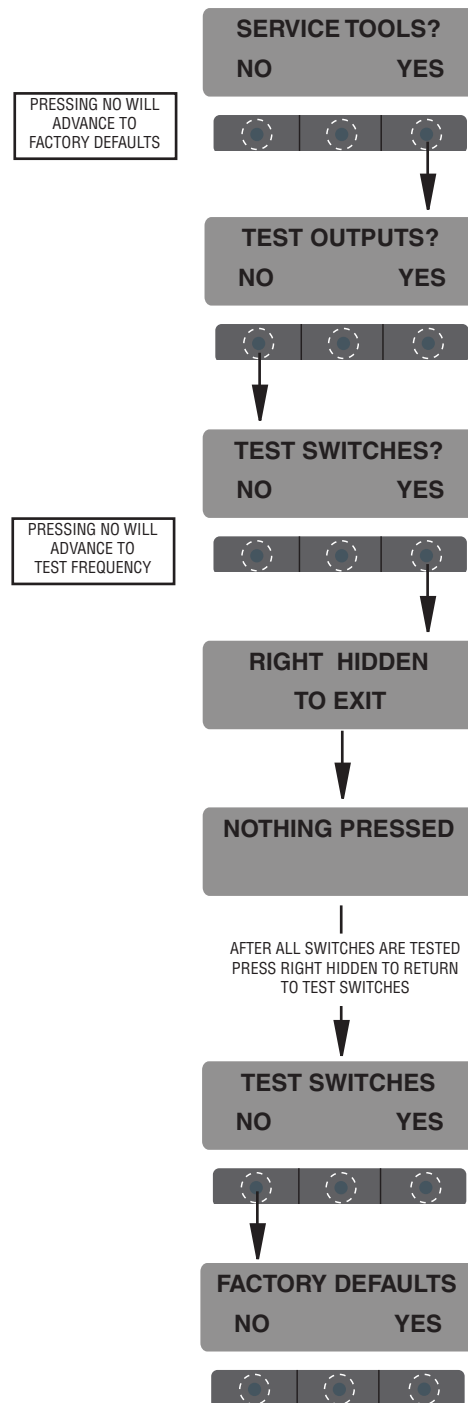 SERVICE TOOLS?
NO YES
PRESSING NO WILL
ADVANCE TO
FACTORY DEFAULTS
TEST OUTPUTS?
NO YES
TEST SWITCHES?
NO YES
PRESSING NO WILL
ADVANCE TO
TEST FREQUENCY
RIGHT HIDDEN
TO EXIT
NOTHING PRESSED
AFTER ALL SWITCHES ARE TESTED
PRESS RIGHT HIDDEN TO RETURN
TO TEST SWITCHES
TEST SWITCHES
NO YES
FACTORY DEFAULTS
NO YES